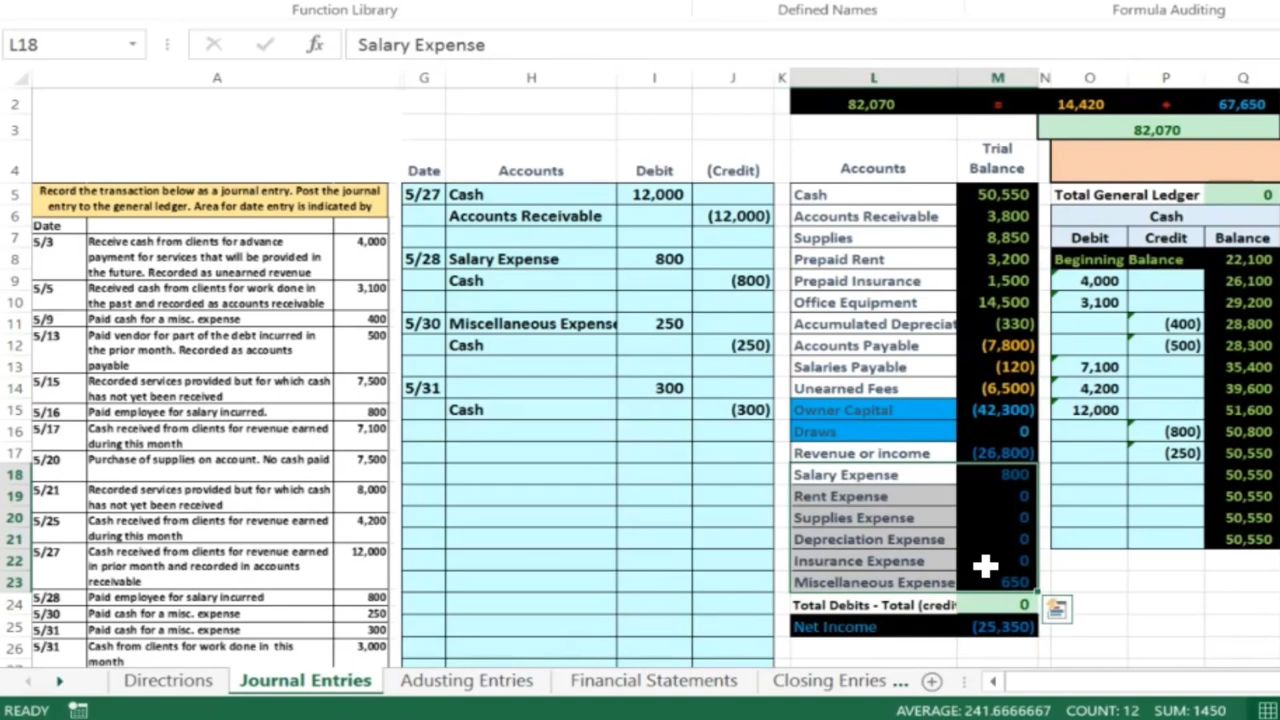 Function Library Defined Names Formula Auditing
L18 fx Salary Expense
A G H I J K L M N O P Q
2 82,070 = 14,420 + 67,650
3 82,070
4 Date Accounts Debit (Credit) Accounts Trial Balance
5 Record the transaction below as a journal entry. Post the journal 5/27 Cash 12,000 Cash 50,550 Total General Ledger 0
entry to the general ledger. Area for date entry is indicated by
6 Accounts Receivable (12,000) Accounts Receivable 3,800 Cash
Date
7 5/3 Receive cash from clients for advance 4,000 Supplies 8,850 Debit Credit Balance
payment for services that will be provided in
8 the future. Recorded as unearned revenue 5/28 Salary Expense 800 Prepaid Rent 3,200 Beginning Balance 22,100
9 5/5 Received cash from clients for work done in 3,100 Cash (800) Prepaid Insurance 1,500 4,000 26,100
10 the past and recorded as accounts receivable Office Equipment 14,500 3,100 29,200
11 5/9 Paid cash for a misc. expense 400 5/30 Miscellaneous Expense 250 Accumulated Depreciat (330) (400) 28,800
12 5/13 Paid vendor for part of the debt incurred in 500 Cash (250) Accounts Payable (7,800) (500) 28,300
the prior month. Recorded as accounts
13 payable Salaries Payable (120) 7,100 35,400
14 5/15 Recorded services provided but for which cash 7,500 5/31 300 Unearned Fees (6,500) 4,200 39,600
has not yet been received
15 5/16 Paid employee for salary incurred. 800 Cash (300) Owner Capital (42,300) 12,000 51,600
16 5/17 Cash received from clients for revenue earned 7,100 Draws 0 (800) 50,800
during this month
17 5/20 Purchase of supplies on account. No cash paid 7,500 Revenue or income (26,800) (250) 50,550
18 Salary Expense 800 50,550
19 5/21 Recorded services provided but for which cash 8,000 Rent Expense 0 50,550
has not yet been received
20 5/25 Cash received from clients for revenue earned 4,200 Supplies Expense 0 50,550
21 during this month Depreciation Expense 0 50,550
22 5/27 Cash received from clients for revenue earned 12,000 Insurance Expense 0
in prior month and recorded in accounts
23 receivable Miscellaneous Expense 650
24 5/28 Paid employee for salary incurred 800 Total Debits - Total (credi 0
5/30 Paid cash for a misc. expense 250
25 5/31 Paid cash for a misc. expense 300 Net Income (25,350)
26 5/31 Cash from clients for work done in this 3,000
month
Directrions Journal Entries Adusting Entries Financial Statements Closing Enries ...
READY AVERAGE: 241.6666667 COUNT: 12 SUM: 1450